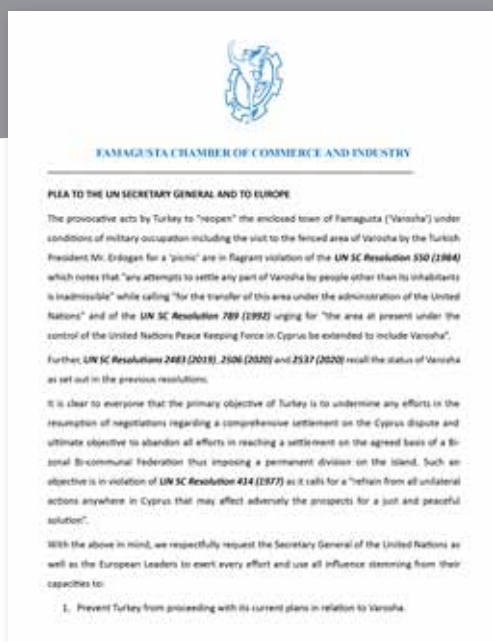 FAMAGUSTA CHAMBER OF COMMERCE AND INDUSTRY
PLEA TO THE UN SECRETARY GENERAL AND TO EUROPE
The provocative acts by Turkey to "reopen" the enclosed town of Famagusta ('Varosha') under
conditions of military occupation including the visit to the fenced area of Varosha by the Turkish
President Mr. Erdogan for a 'picnic' are in flagrant violation of the UN SC Resolution 550 (1984)
which notes that "any attempts to settle any part of Varosha by people other than its inhabitants
is inadmissible" while calling "for the transfer of this area under the administration of the United
Nations" and of the UN SC Resolution 789 (1992) urging for "the area at present under the
control of the United Nations Peace Keeping Force in Cyprus be extended to include Varosha".
Further, UN SC Resolutions 2483 (2019), 2506 (2020) and 2537 (2020) recall the status of Varosha
as set out in the previous resolutions.
It is clear to everyone that the primary objective of Turkey is to undermine any efforts in the
resumption of negotiations regarding a comprehensive settlement on the Cyprus dispute and
ultimate objective to abandon all efforts in reaching a settlement on the agreed basis of a Bi-
zonal Bi-communal Federation thus imposing a permanent division on the island. Such an
objective is in violation of UN SC Resolution 414 (1977) as it calls for a "refrain from all unilateral
actions anywhere in Cyprus that may affect adversely the prospects for a just and peaceful
solution".
With the above in mind, we respectfully request the Secretary General of the United Nations as
well as the European Leaders to exert every effort and use all influence stemming from their
capacities to:
1. Prevent Turkey from proceeding with its current plans in relation to Varosha.